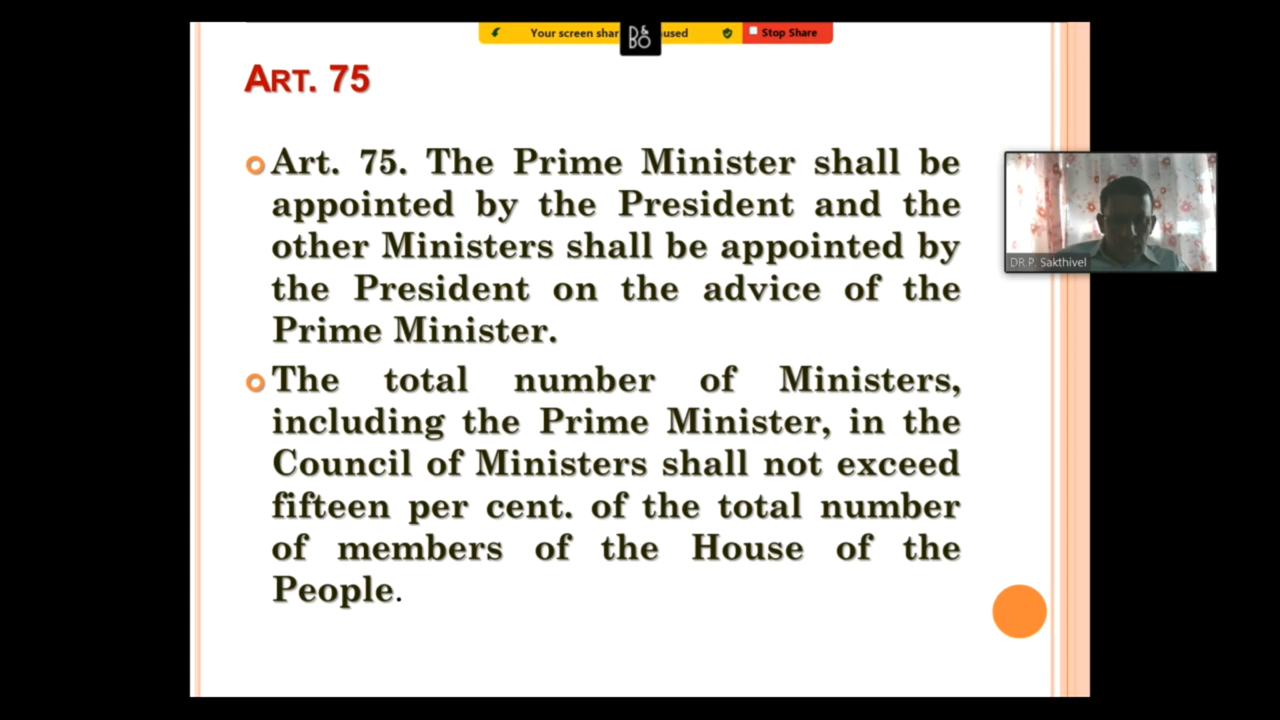 Your screen shar
D&
BO
used
Stop Share
ART. 75
Art. 75. The Prime Minister shall be
appointed by the President and the
other Ministers shall be appointed by
the President on the advice of the
Prime Minister.
The total number of Ministers,
including the Prime Minister, in the
Council of Ministers shall not exceed
fifteen per cent. of the total number
of members of the House of the
People.
DR.P. Sakthivel